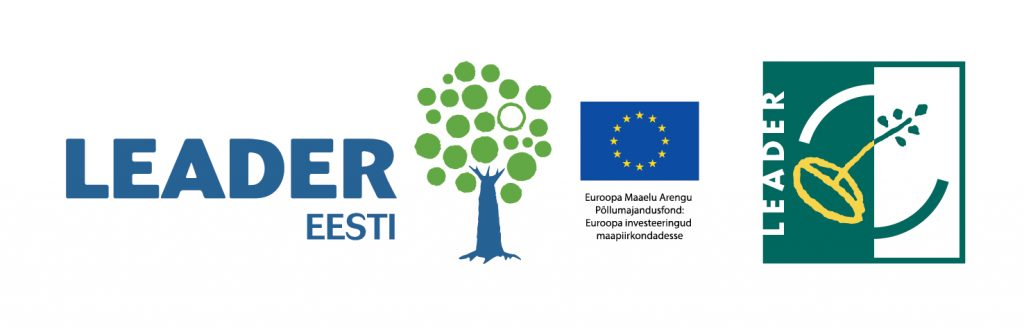 LEADER
EESTI
Euroopa Maaelu Arengu
Põllumajandusfond:
Euroopa investeeringud
maapiirkondadesse
LEADER